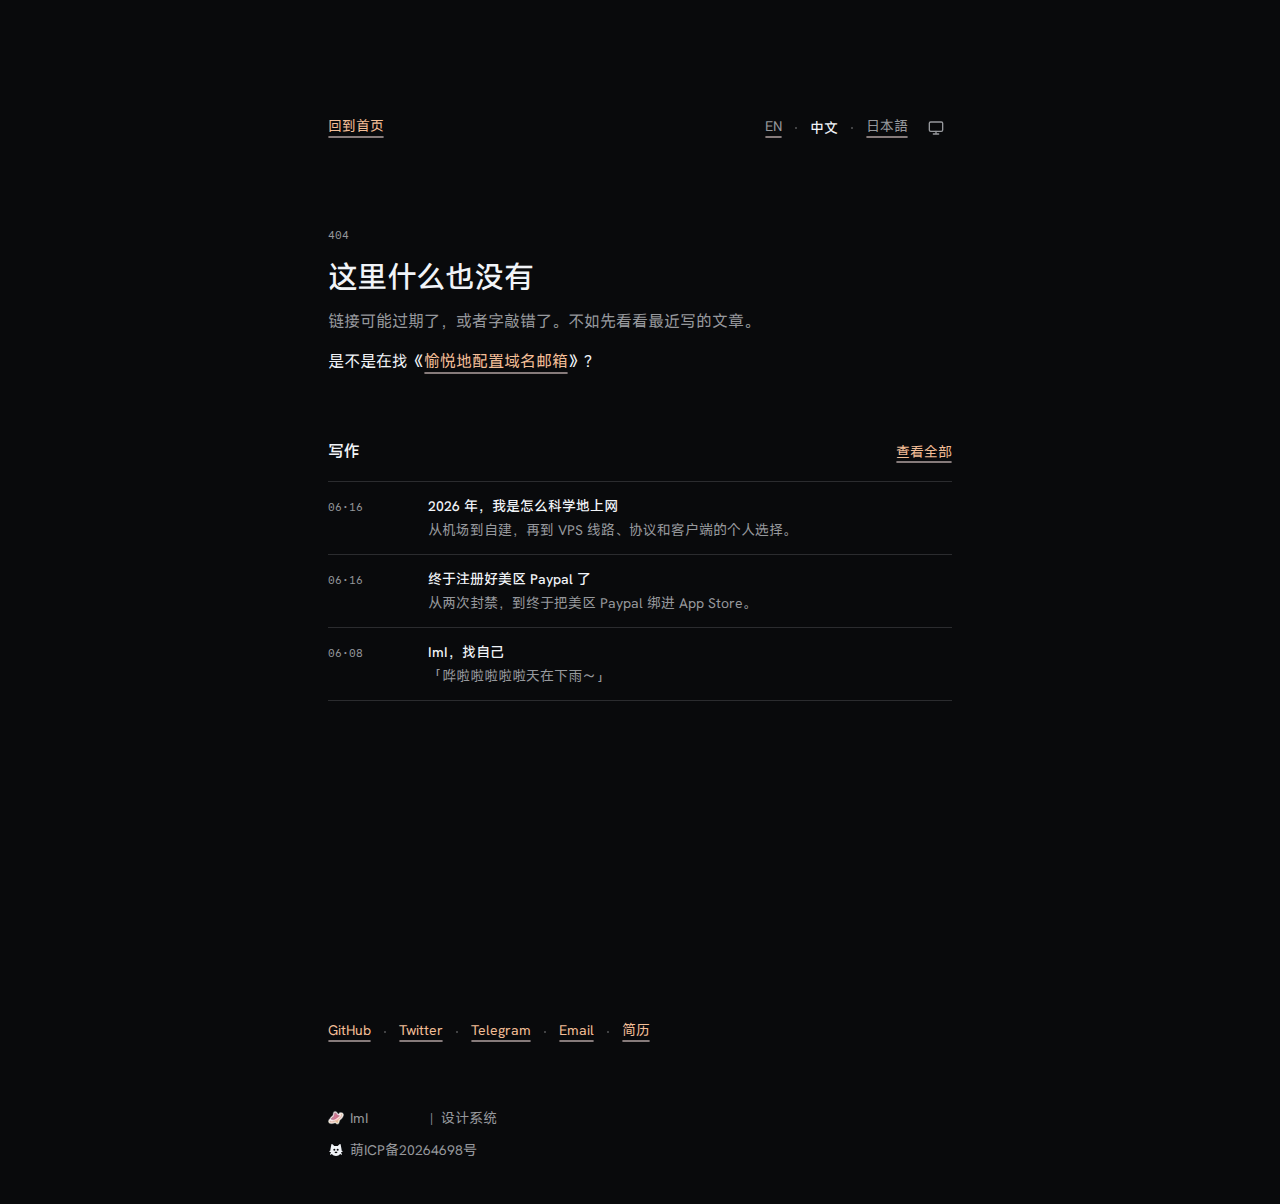 回到首页
EN · 中文 · 日本語
404
这里什么也没有
链接可能过期了，或者字敲错了。不如先看看最近写的文章。
是不是在找《愉悦地配置域名邮箱》？
写作
查看全部
06·16
2026 年，我是怎么科学地上网
从机场到自建，再到 VPS 线路、协议和客户端的个人选择。
06·16
终于注册好美区 Paypal 了
从两次封禁，到终于把美区 Paypal 绑进 App Store。
06·08
ImI，找自己
「哗啦啦啦啦啦天在下雨～」
GitHub · Twitter · Telegram · Email · 简历
ImI | 设计系统
萌ICP备20264698号